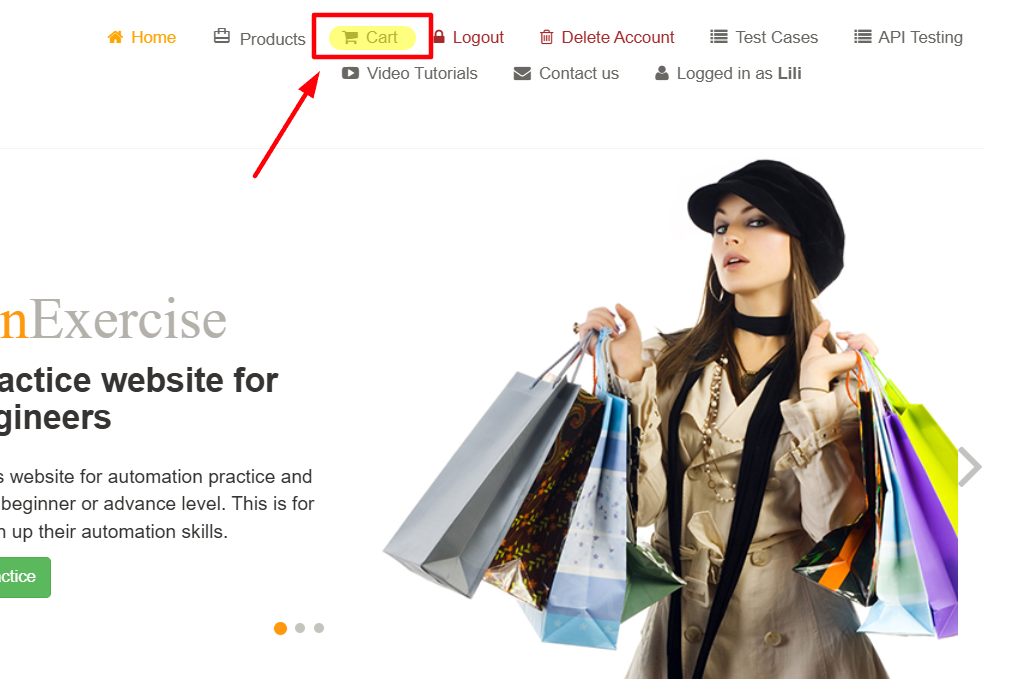 Home Products Cart Logout Delete Account Test Cases API Testing
Video Tutorials Contact us Logged in as Lili
nExercise
actice website for
gineers
s website for automation practice and
beginner or advance level. This is for
n up their automation skills.
actice